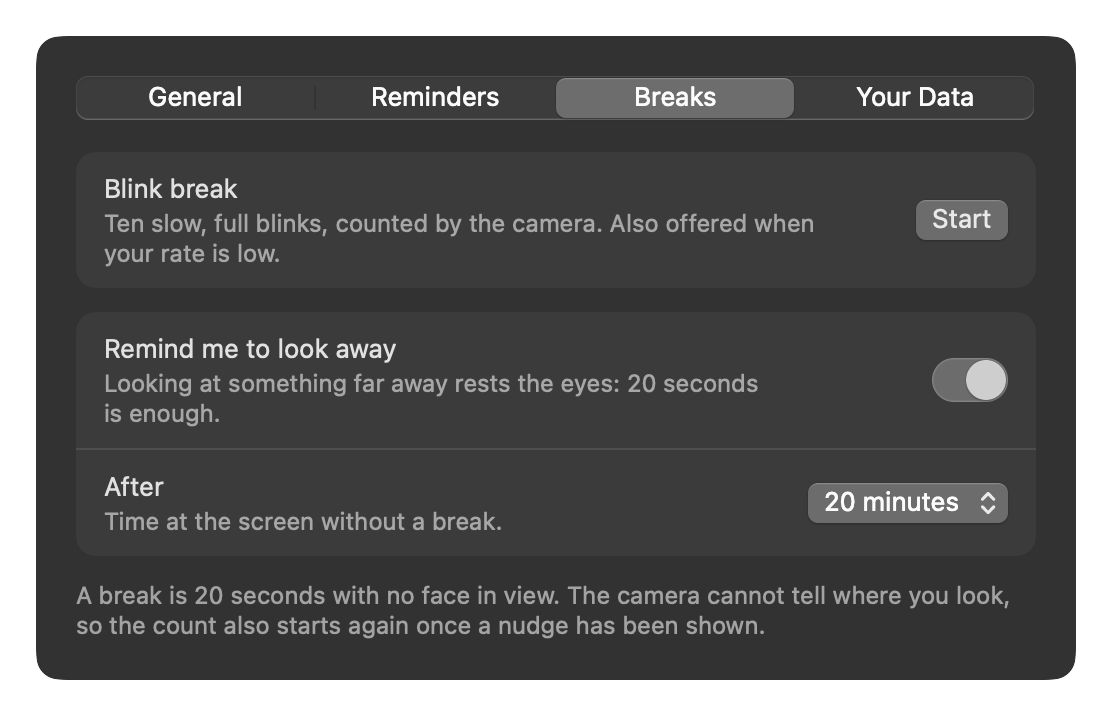 General Reminders Breaks Your Data
Blink break
Ten slow, full blinks, counted by the camera. Also offered when
your rate is low.
Start
Remind me to look away
Looking at something far away rests the eyes: 20 seconds
is enough.
After
Time at the screen without a break.
20 minutes
A break is 20 seconds with no face in view. The camera cannot tell where you look,
so the count also starts again once a nudge has been shown.